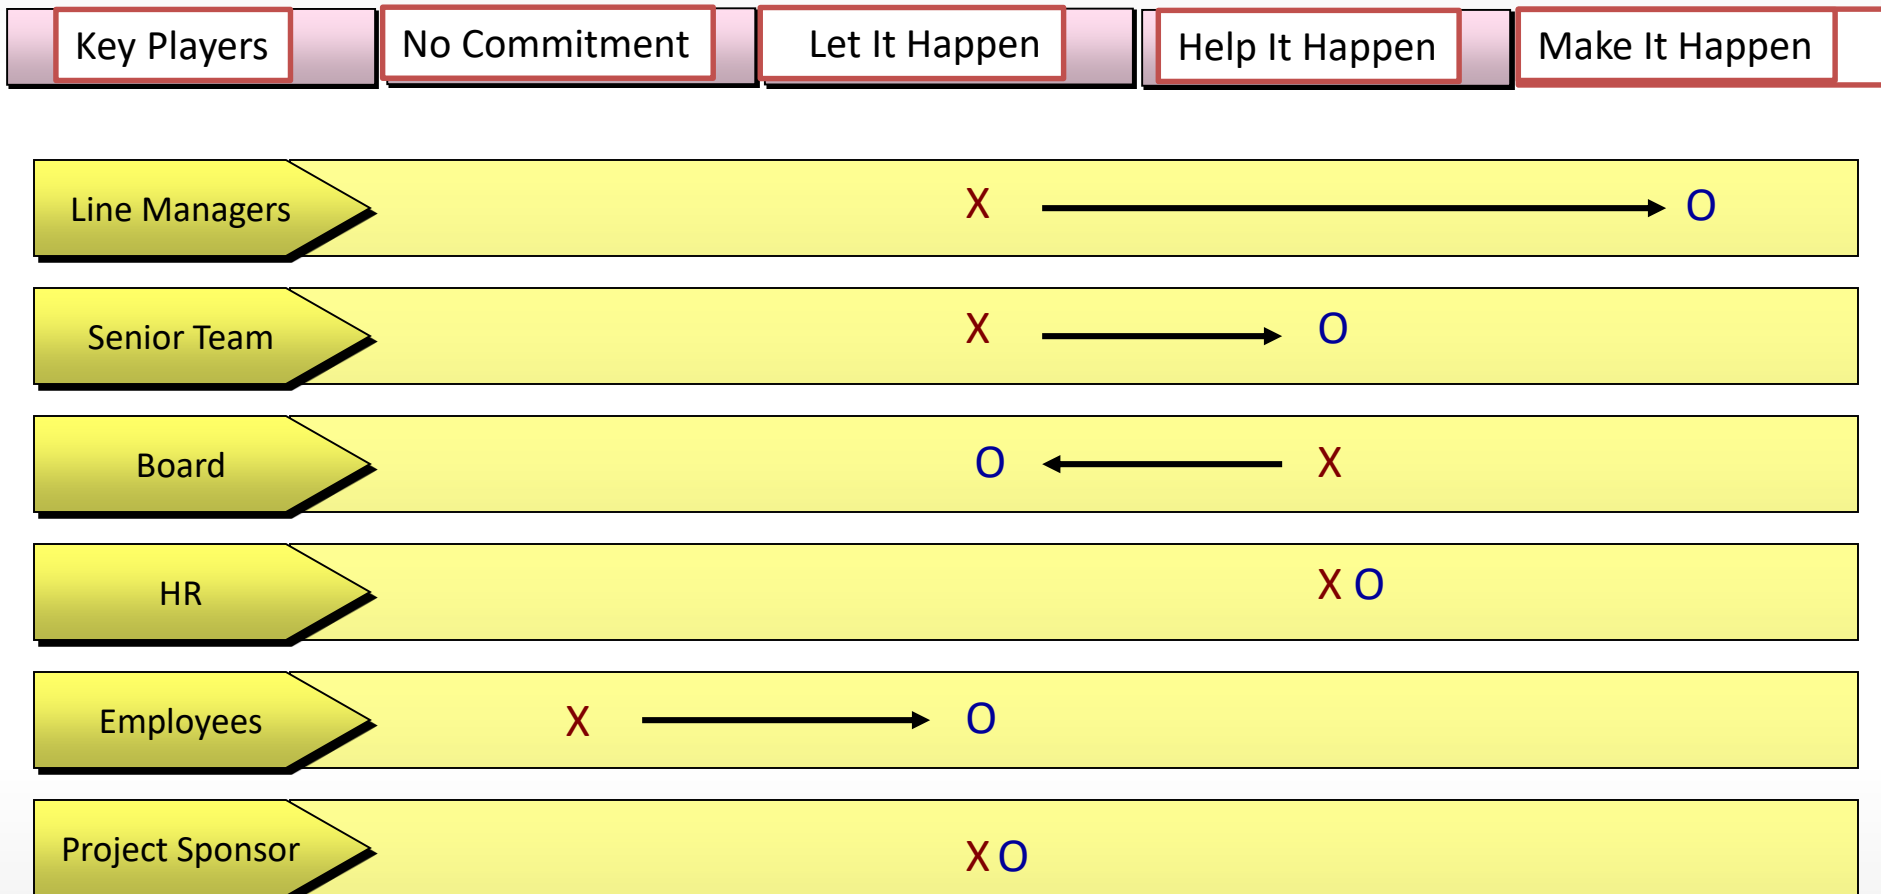 Key Players No Commitment Let It Happen Help It Happen Make It Happen
Line Managers X O
Senior Team X O
Board O X
HR X O
Employees X O
Project Sponsor X O